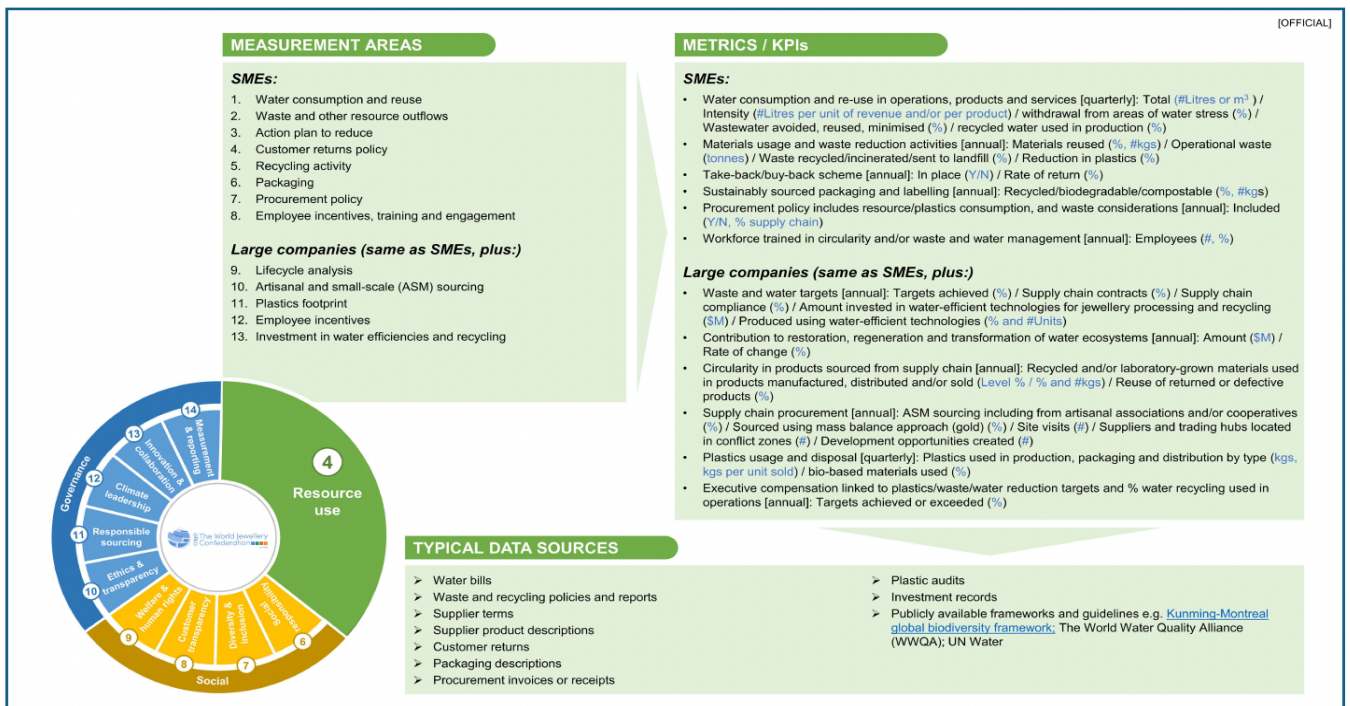 [OFFICIAL]
MEASUREMENT AREAS
SMEs:
1. Water consumption and reuse
2. Waste and other resource outflows
3. Action plan to reduce
4. Customer returns policy
5. Recycling activity
6. Packaging
7. Procurement policy
8. Employee incentives, training and engagement
Large companies (same as SMEs, plus:)
9. Lifecycle analysis
10. Artisanal and small-scale (ASM) sourcing
11. Plastics footprint
12. Employee incentives
13. Investment in water efficiencies and recycling
METRICS / KPIs
SMEs:
• Water consumption and re-use in operations, products and services [quarterly]: Total (#Litres or m³ ) /
Intensity (#Litres per unit of revenue and/or per product) / withdrawal from areas of water stress (%) /
Wastewater avoided, reused, minimised (%) / recycled water used in production (%)
• Materials usage and waste reduction activities [annual]: Materials reused (%, #kgs) / Operational waste
(tonnes) / Waste recycled/incinerated/sent to landfill (%) / Reduction in plastics (%)
• Take-back/buy-back scheme [annual]: In place (Y/N) / Rate of return (%)
• Sustainably sourced packaging and labelling [annual]: Recycled/biodegradable/compostable (%, #kgs)
• Procurement policy includes resource/plastics consumption, and waste considerations [annual]: Included
(Y/N, % supply chain)
• Workforce trained in circularity and/or waste and water management [annual]: Employees (#, %)
Large companies (same as SMEs, plus:)
• Waste and water targets [annual]: Targets achieved (%) / Supply chain contracts (%) / Supply chain
compliance (%) / Amount invested in water-efficient technologies for jewellery processing and recycling
($M) / Produced using water-efficient technologies (% and #Units)
• Contribution to restoration, regeneration and transformation of water ecosystems [annual]: Amount ($M) /
Rate of change (%)
• Circularity in products sourced from supply chain [annual]: Recycled and/or laboratory-grown materials used
in products manufactured, distributed and/or sold (Level % / % and #kgs) / Reuse of returned or defective
products (%)
• Supply chain procurement [annual]: ASM sourcing including from artisanal associations and/or cooperatives
(%) / Sourced using mass balance approach (gold) (%) / Site visits (#) / Suppliers and trading hubs located
in conflict zones (#) / Development opportunities created (#)
• Plastics usage and disposal [quarterly]: Plastics used in production, packaging and distribution by type (kgs,
kgs per unit sold) / bio-based materials used (%)
• Executive compensation linked to plastics/waste/water reduction targets and % water recycling used in
operations [annual]: Targets achieved or exceeded (%)
4
Resource
use
Governance
14
Measurement
& reporting
13
Innovation &
collaboration
12
Climate
leadership
11
Responsible
sourcing
10
Ethics &
transparency
9
Welfare &
human rights
8
Customer
transparency
7
Diversity &
inclusion
6
Social
responsibility
Social
CIBJO
The World Jewellery
Confederation
TYPICAL DATA SOURCES
➢ Water bills
➢ Waste and recycling policies and reports
➢ Supplier terms
➢ Supplier product descriptions
➢ Customer returns
➢ Packaging descriptions
➢ Procurement invoices or receipts
➢ Plastic audits
➢ Investment records
➢ Publicly available frameworks and guidelines e.g. Kunming-Montreal
global biodiversity framework; The World Water Quality Alliance
(WWQA); UN Water